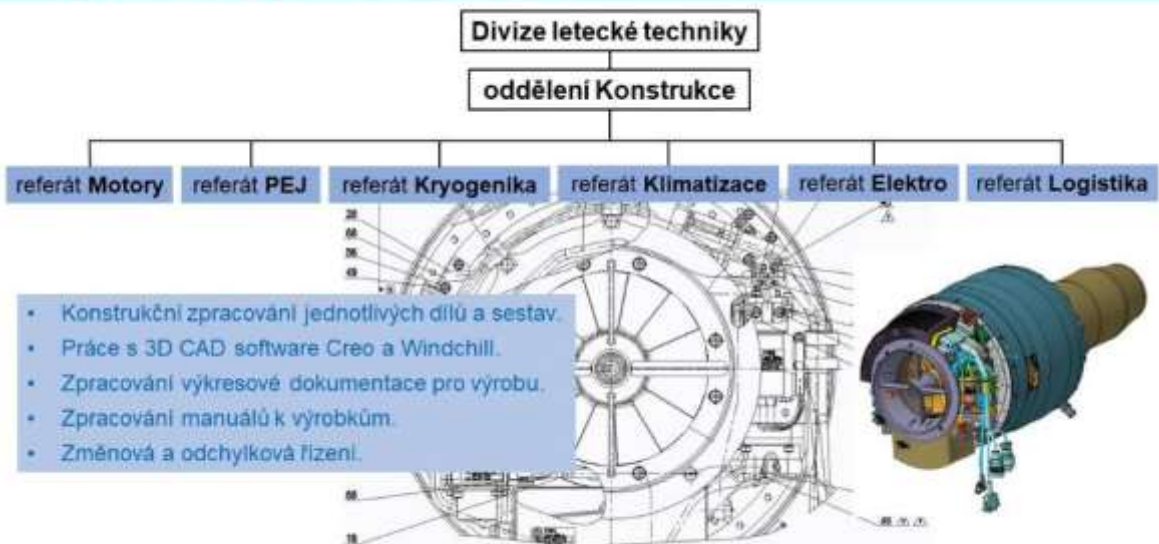 Divize letecké techniky
oddělení Konstrukce
referát Motory
referát PEJ
referát Kryogenika
referát Klimatizace
referát Elektro
referát Logistika
• Konstrukční zpracování jednotlivých dílů a sestav.
• Práce s 3D CAD software Creo a Windchill.
• Zpracování výkresové dokumentace pro výrobu.
• Zpracování manuálů k výrobkům.
• Změnová a odchylková řízení.